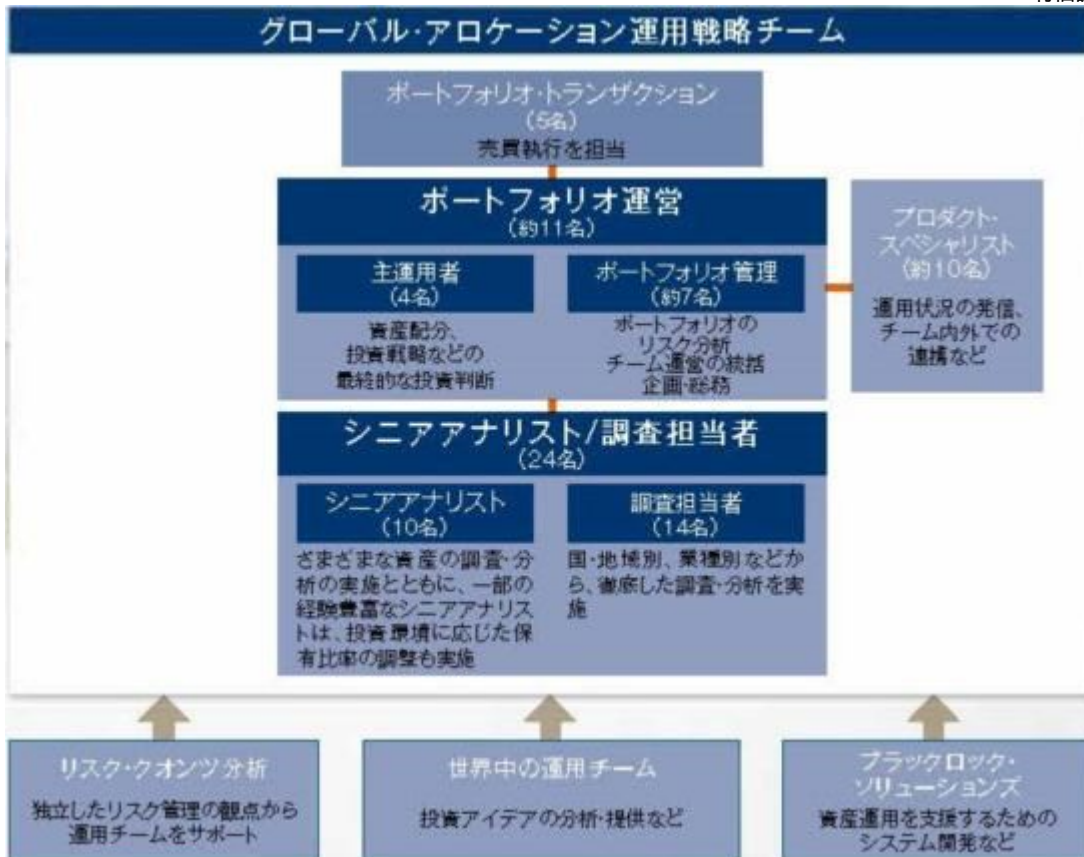 グローバル・アロケーション運用戦略チーム
ポートフォリオ・トランザクション
(5名)
売買執行を担当
ポートフォリオ運営
(約11名)
主運用者
(4名)
資産配分、
投資戦略などの
最終的な投資判断
ポートフォリオ管理
(約7名)
ポートフォリオの
リスク分析
チーム運営の統括
企画・総務
プロダクト・
スペシャリスト
(約10名)
運用状況の発信、
チーム内外での
連携など
シニアアナリスト/調査担当者
(24名)
シニアアナリスト
(10名)
さまざまな資産の調査・分
析の実施とともに、一部の
経験豊富なシニアアナリス
トは、投資環境に応じた保
有比率の調整も実施
調査担当者
(14名)
国・地域別、業種別などか
ら、徹底した調査・分析を実
施
リスク・クオンツ分析
独立したリスク管理の観点から
運用チームをサポート
世界中の運用チーム
投資アイデアの分析・提供など
ブラックロック・
ソリューションズ
資産運用を支援するための
システム開発など